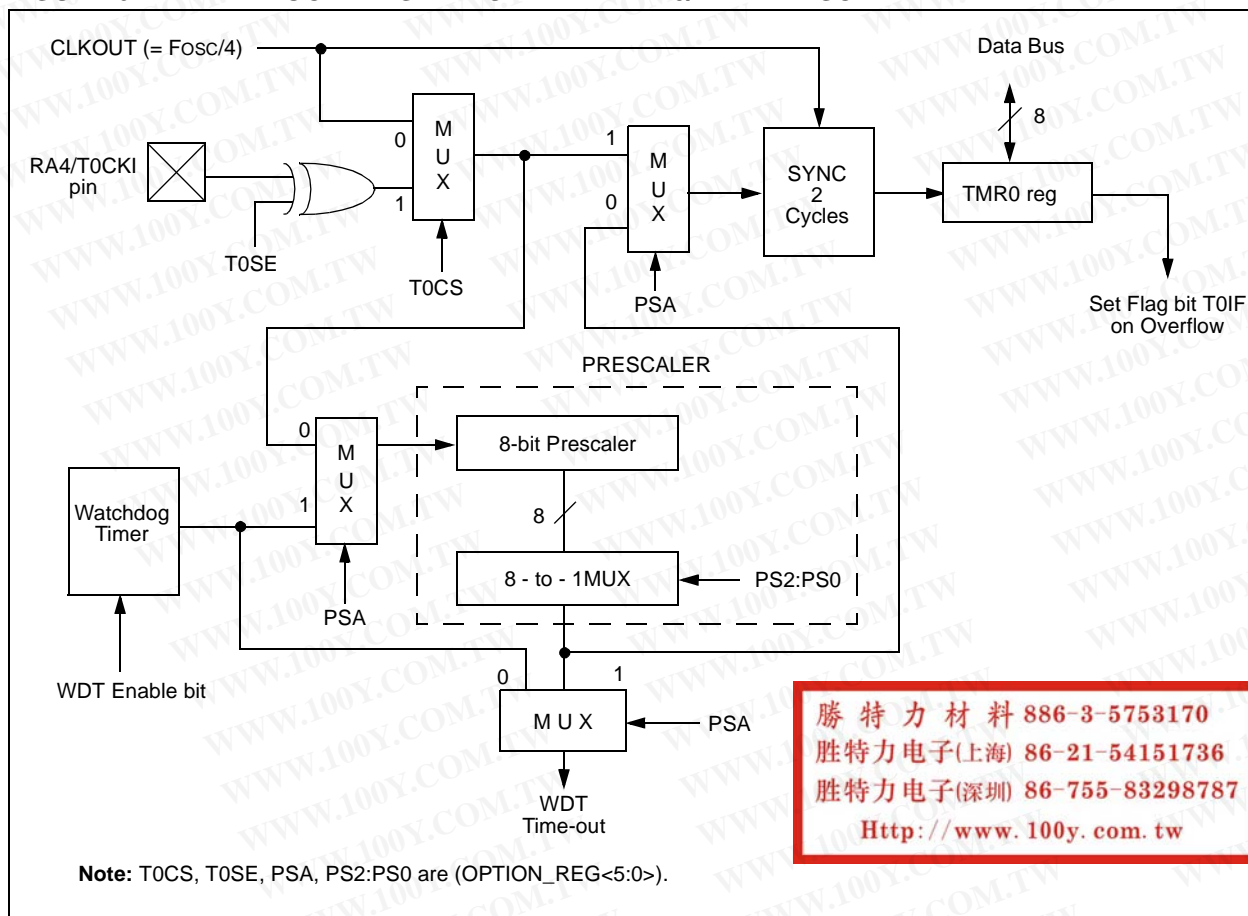 CLKOUT (= FOSC/4)
Data Bus
8
RA4/T0CKI
pin
T0SE
0
1
M
U
X
T0CS
1
0
M
U
X
PSA
SYNC
2
Cycles
TMR0 reg
Set Flag bit T0IF
on Overflow
PRESCALER
0
1
M
U
X
PSA
8-bit Prescaler
8
8 - to - 1MUX
PS2:PS0
Watchdog
Timer
WDT Enable bit
0
1
M U X
PSA
WDT
Time-out
Note: T0CS, T0SE, PSA, PS2:PS0 are (OPTION_REG<5:0>).
勝 特 力 材 料 886-3-5753170
胜特力电子(上海) 86-21-54151736
胜特力电子(深圳) 86-755-83298787
Http://www. 100y. com. tw
WWW.100Y.COM.TW